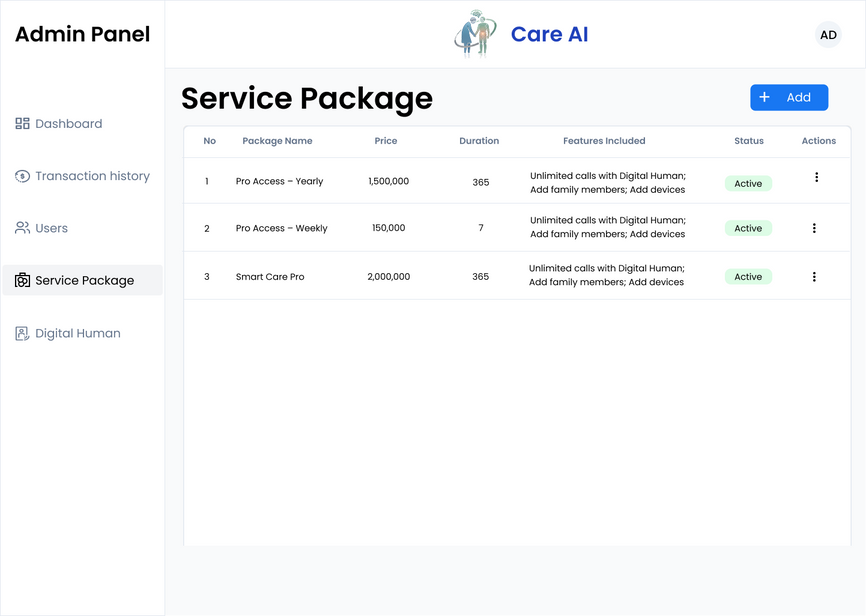 Admin Panel
Care AI
AD
Dashboard
Transaction history
Users
Service Package
Digital Human
Service Package
+ Add
No Package Name Price Duration Features Included Status Actions
1 Pro Access – Yearly 1,500,000 365 Unlimited calls with Digital Human; Active
Add family members; Add devices
2 Pro Access – Weekly 150,000 7 Unlimited calls with Digital Human; Active
Add family members; Add devices
3 Smart Care Pro 2,000,000 365 Unlimited calls with Digital Human; Active
Add family members; Add devices